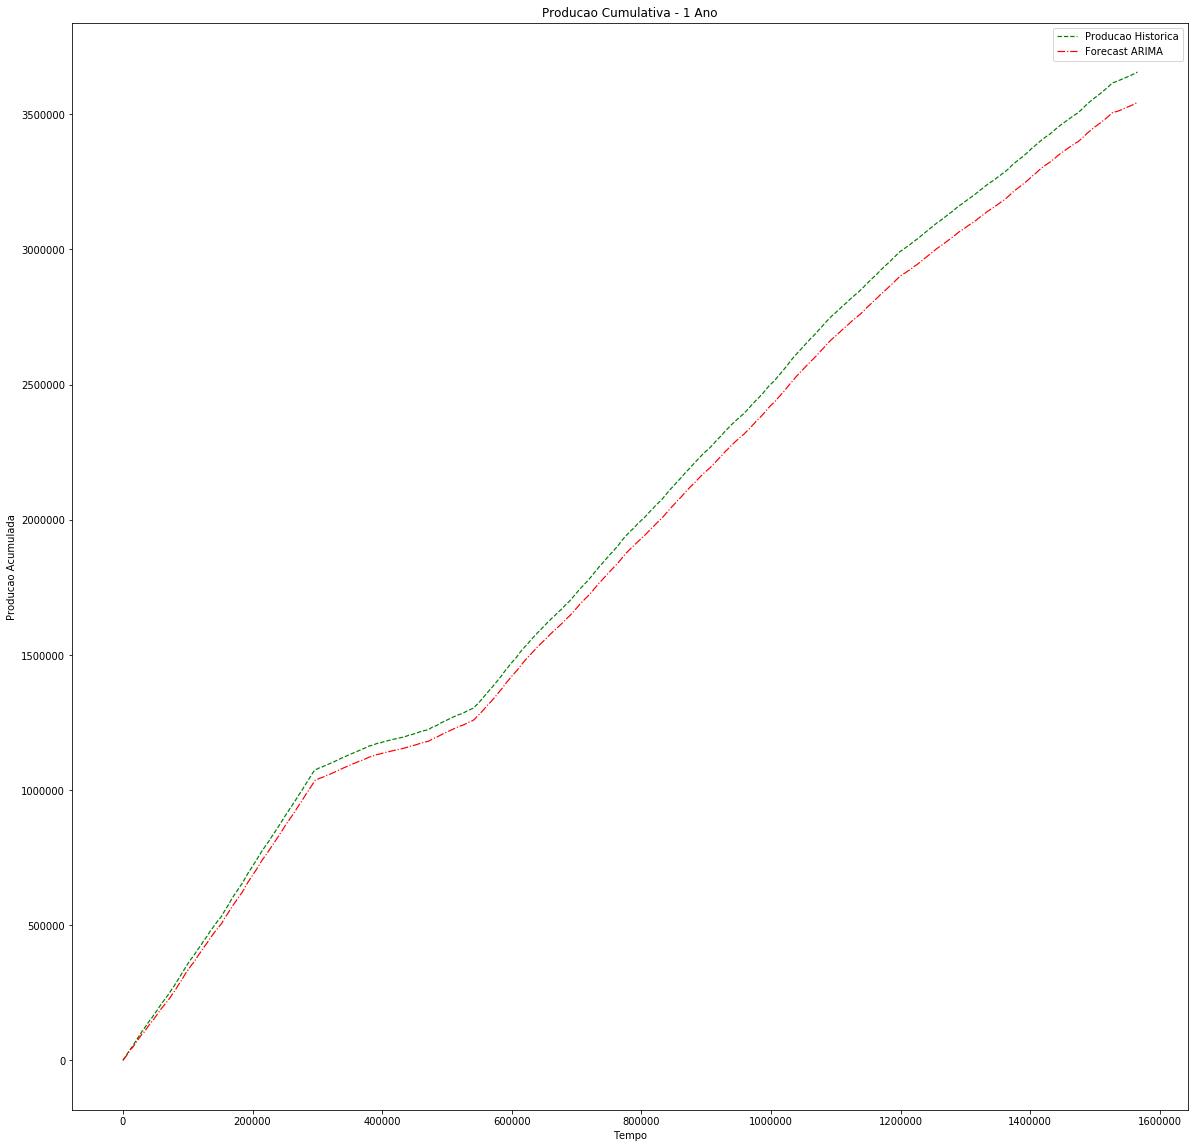 Producao Cumulativa - 1 Ano
Producao Historica
Forecast ARIMA
3500000
3000000
2500000
2000000
1500000
1000000
500000
0
Producao Acumulada
0 200000 400000 600000 800000 1000000 1200000 1400000 1600000
Tempo